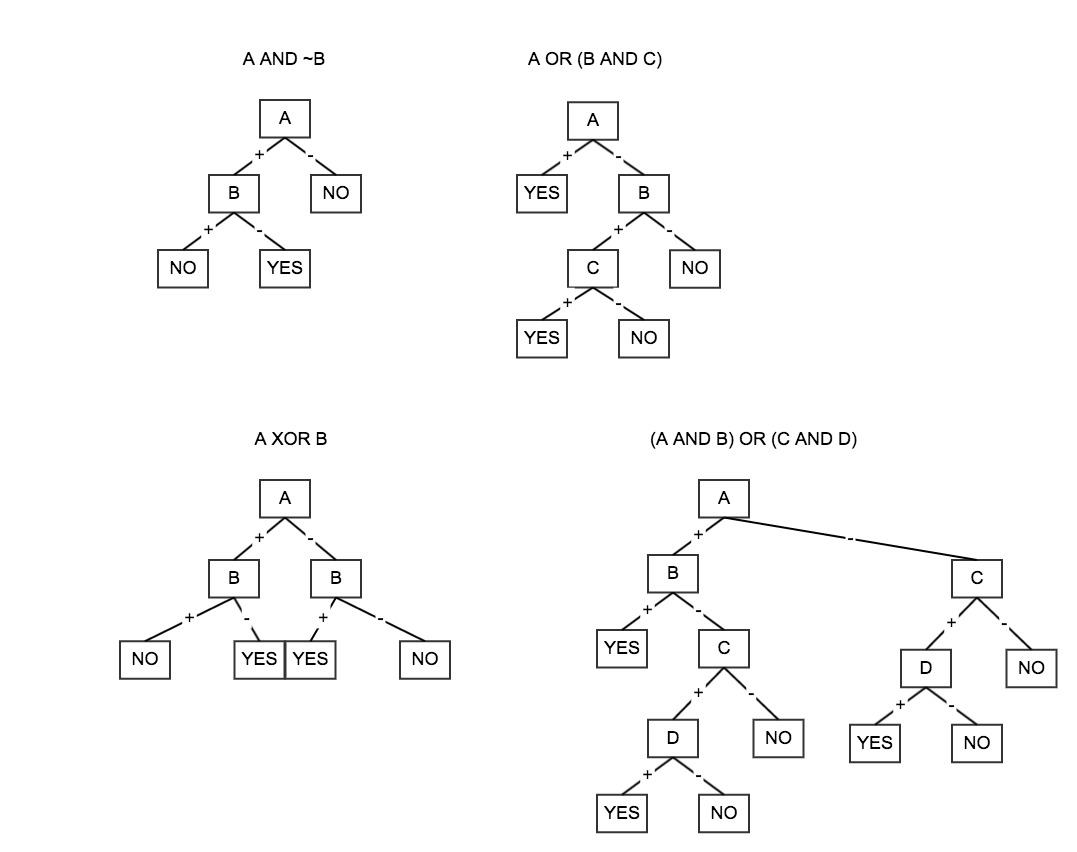 A AND ~B
A OR (B AND C)
A
A
+
-
+
-
B
NO
YES
B
+
-
+
-
NO
YES
C
NO
+
-
YES
NO
A XOR B
(A AND B) OR (C AND D)
A
A
+
-
+
-
B
B
B
C
+
-
+
-
+
-
+
-
NO
YES
YES
NO
YES
C
D
NO
+
-
+
-
D
NO
YES
NO
+
-
YES
NO